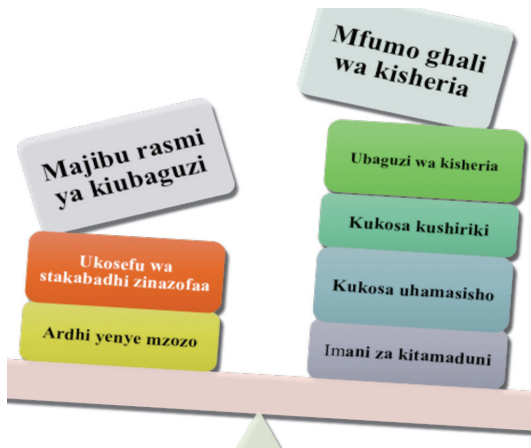 Majibu rasmi
ya kiubaguzi
Ukosefu wa
stakabadhi zinazofaa
Ardhi yenye mzozo
Mfumo ghali
wa kisheria
Ubaguzi wa kisheria
Kukosa kushiriki
Kukosa uhamasisho
Imani za kitamaduni